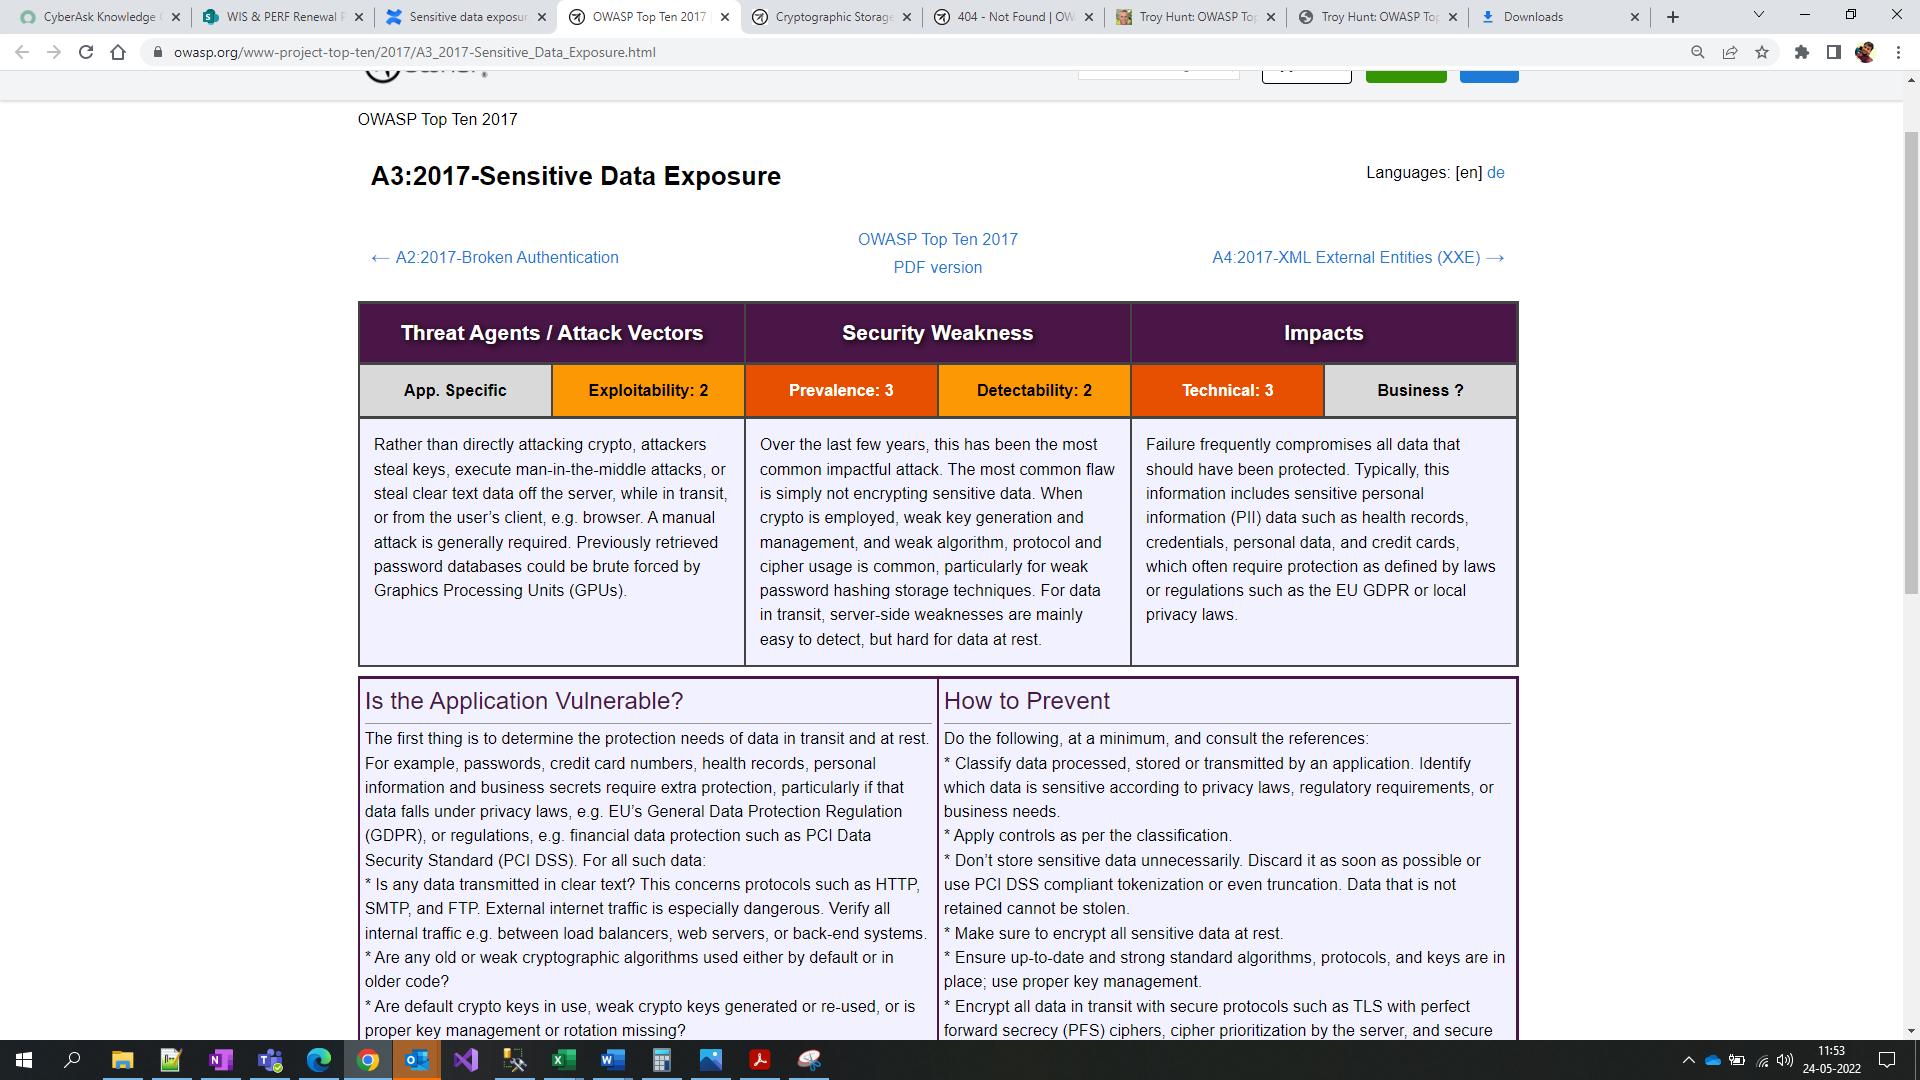 CyberAsk Knowledge
WIS & PERF Renewal P
Sensitive data exposur
OWASP Top Ten 2017
Cryptographic Storage
404 - Not Found | OW
Troy Hunt: OWASP Top
Troy Hunt: OWASP Top
Downloads
owasp.org/www-project-top-ten/2017/A3_2017-Sensitive_Data_Exposure.html
OWASP Top Ten 2017
A3:2017-Sensitive Data Exposure
Languages: [en] de
← A2:2017-Broken Authentication
OWASP Top Ten 2017
PDF version
A4:2017-XML External Entities (XXE) →
Threat Agents / Attack Vectors
Security Weakness
Impacts
App. Specific
Exploitability: 2
Prevalence: 3
Detectability: 2
Technical: 3
Business ?
Rather than directly attacking crypto, attackers
steal keys, execute man-in-the-middle attacks, or
steal clear text data off the server, while in transit,
or from the user’s client, e.g. browser. A manual
attack is generally required. Previously retrieved
password databases could be brute forced by
Graphics Processing Units (GPUs).
Over the last few years, this has been the most
common impactful attack. The most common flaw
is simply not encrypting sensitive data. When
crypto is employed, weak key generation and
management, and weak algorithm, protocol and
cipher usage is common, particularly for weak
password hashing storage techniques. For data
in transit, server-side weaknesses are mainly
easy to detect, but hard for data at rest.
Failure frequently compromises all data that
should have been protected. Typically, this
information includes sensitive personal
information (PII) data such as health records,
credentials, personal data, and credit cards,
which often require protection as defined by laws
or regulations such as the EU GDPR or local
privacy laws.
Is the Application Vulnerable?
The first thing is to determine the protection needs of data in transit and at rest.
For example, passwords, credit card numbers, health records, personal
information and business secrets require extra protection, particularly if that
data falls under privacy laws, e.g. EU’s General Data Protection Regulation
(GDPR), or regulations, e.g. financial data protection such as PCI Data
Security Standard (PCI DSS). For all such data:
* Is any data transmitted in clear text? This concerns protocols such as HTTP,
SMTP, and FTP. External internet traffic is especially dangerous. Verify all
internal traffic e.g. between load balancers, web servers, or back-end systems.
* Are any old or weak cryptographic algorithms used either by default or in
older code?
* Are default crypto keys in use, weak crypto keys generated or re-used, or is
proper key management or rotation missing?
How to Prevent
Do the following, at a minimum, and consult the references:
* Classify data processed, stored or transmitted by an application. Identify
which data is sensitive according to privacy laws, regulatory requirements, or
business needs.
* Apply controls as per the classification.
* Don’t store sensitive data unnecessarily. Discard it as soon as possible or
use PCI DSS compliant tokenization or even truncation. Data that is not
retained cannot be stolen.
* Make sure to encrypt all sensitive data at rest.
* Ensure up-to-date and strong standard algorithms, protocols, and keys are in
place; use proper key management.
* Encrypt all data in transit with secure protocols such as TLS with perfect
forward secrecy (PFS) ciphers, cipher prioritization by the server, and secure
11:53
24-05-2022